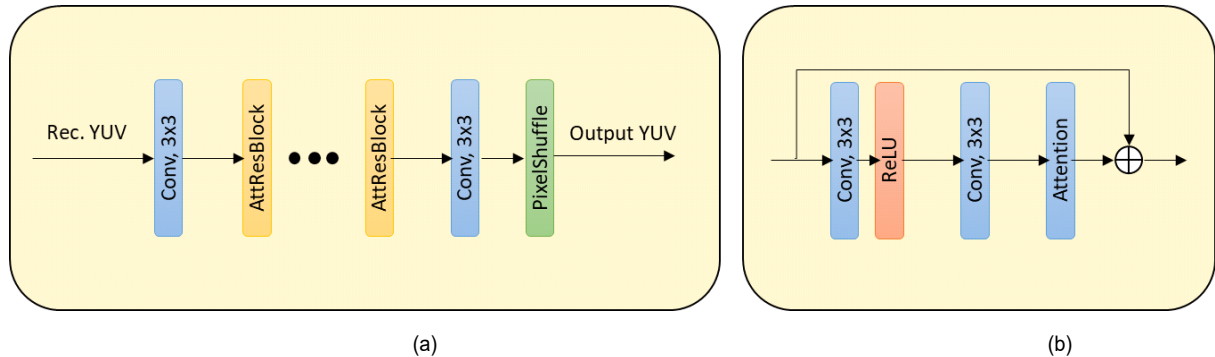 Rec. YUV
Conv, 3x3
AttResBlock
AttResBlock
Conv, 3x3
PixelShuffle
Output YUV
(a)
Conv, 3x3
ReLU
Conv, 3x3
Attention
(b)